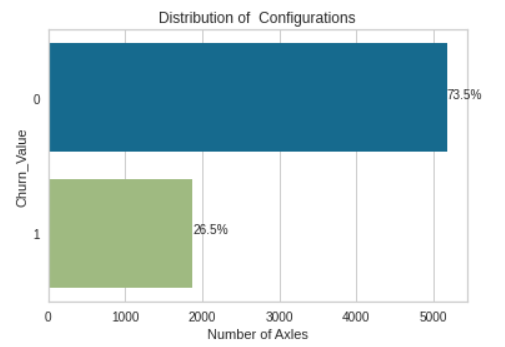 Distribution of  Configurations
Churn_Value
0
73.5%
1
26.5%
0 1000 2000 3000 4000 5000
Number of Axles